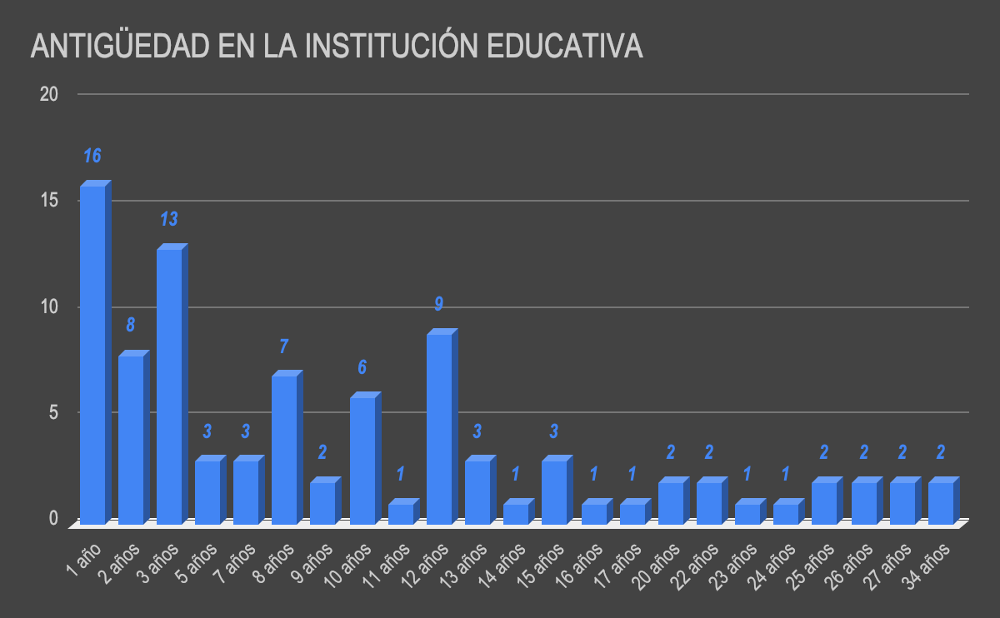 ANTIGÜEDAD EN LA INSTITUCIÓN EDUCATIVA
20
15
10
5
0
16
8
13
3
3
7
2
6
1
9
3
1
3
1
1
2
2
1
1
2
2
2
2
1 año
2 años
3 años
5 años
7 años
8 años
9 años
10 años
11 años
12 años
13 años
14 años
15 años
16 años
17 años
20 años
22 años
23 años
24 años
25 años
26 años
27 años
34 años